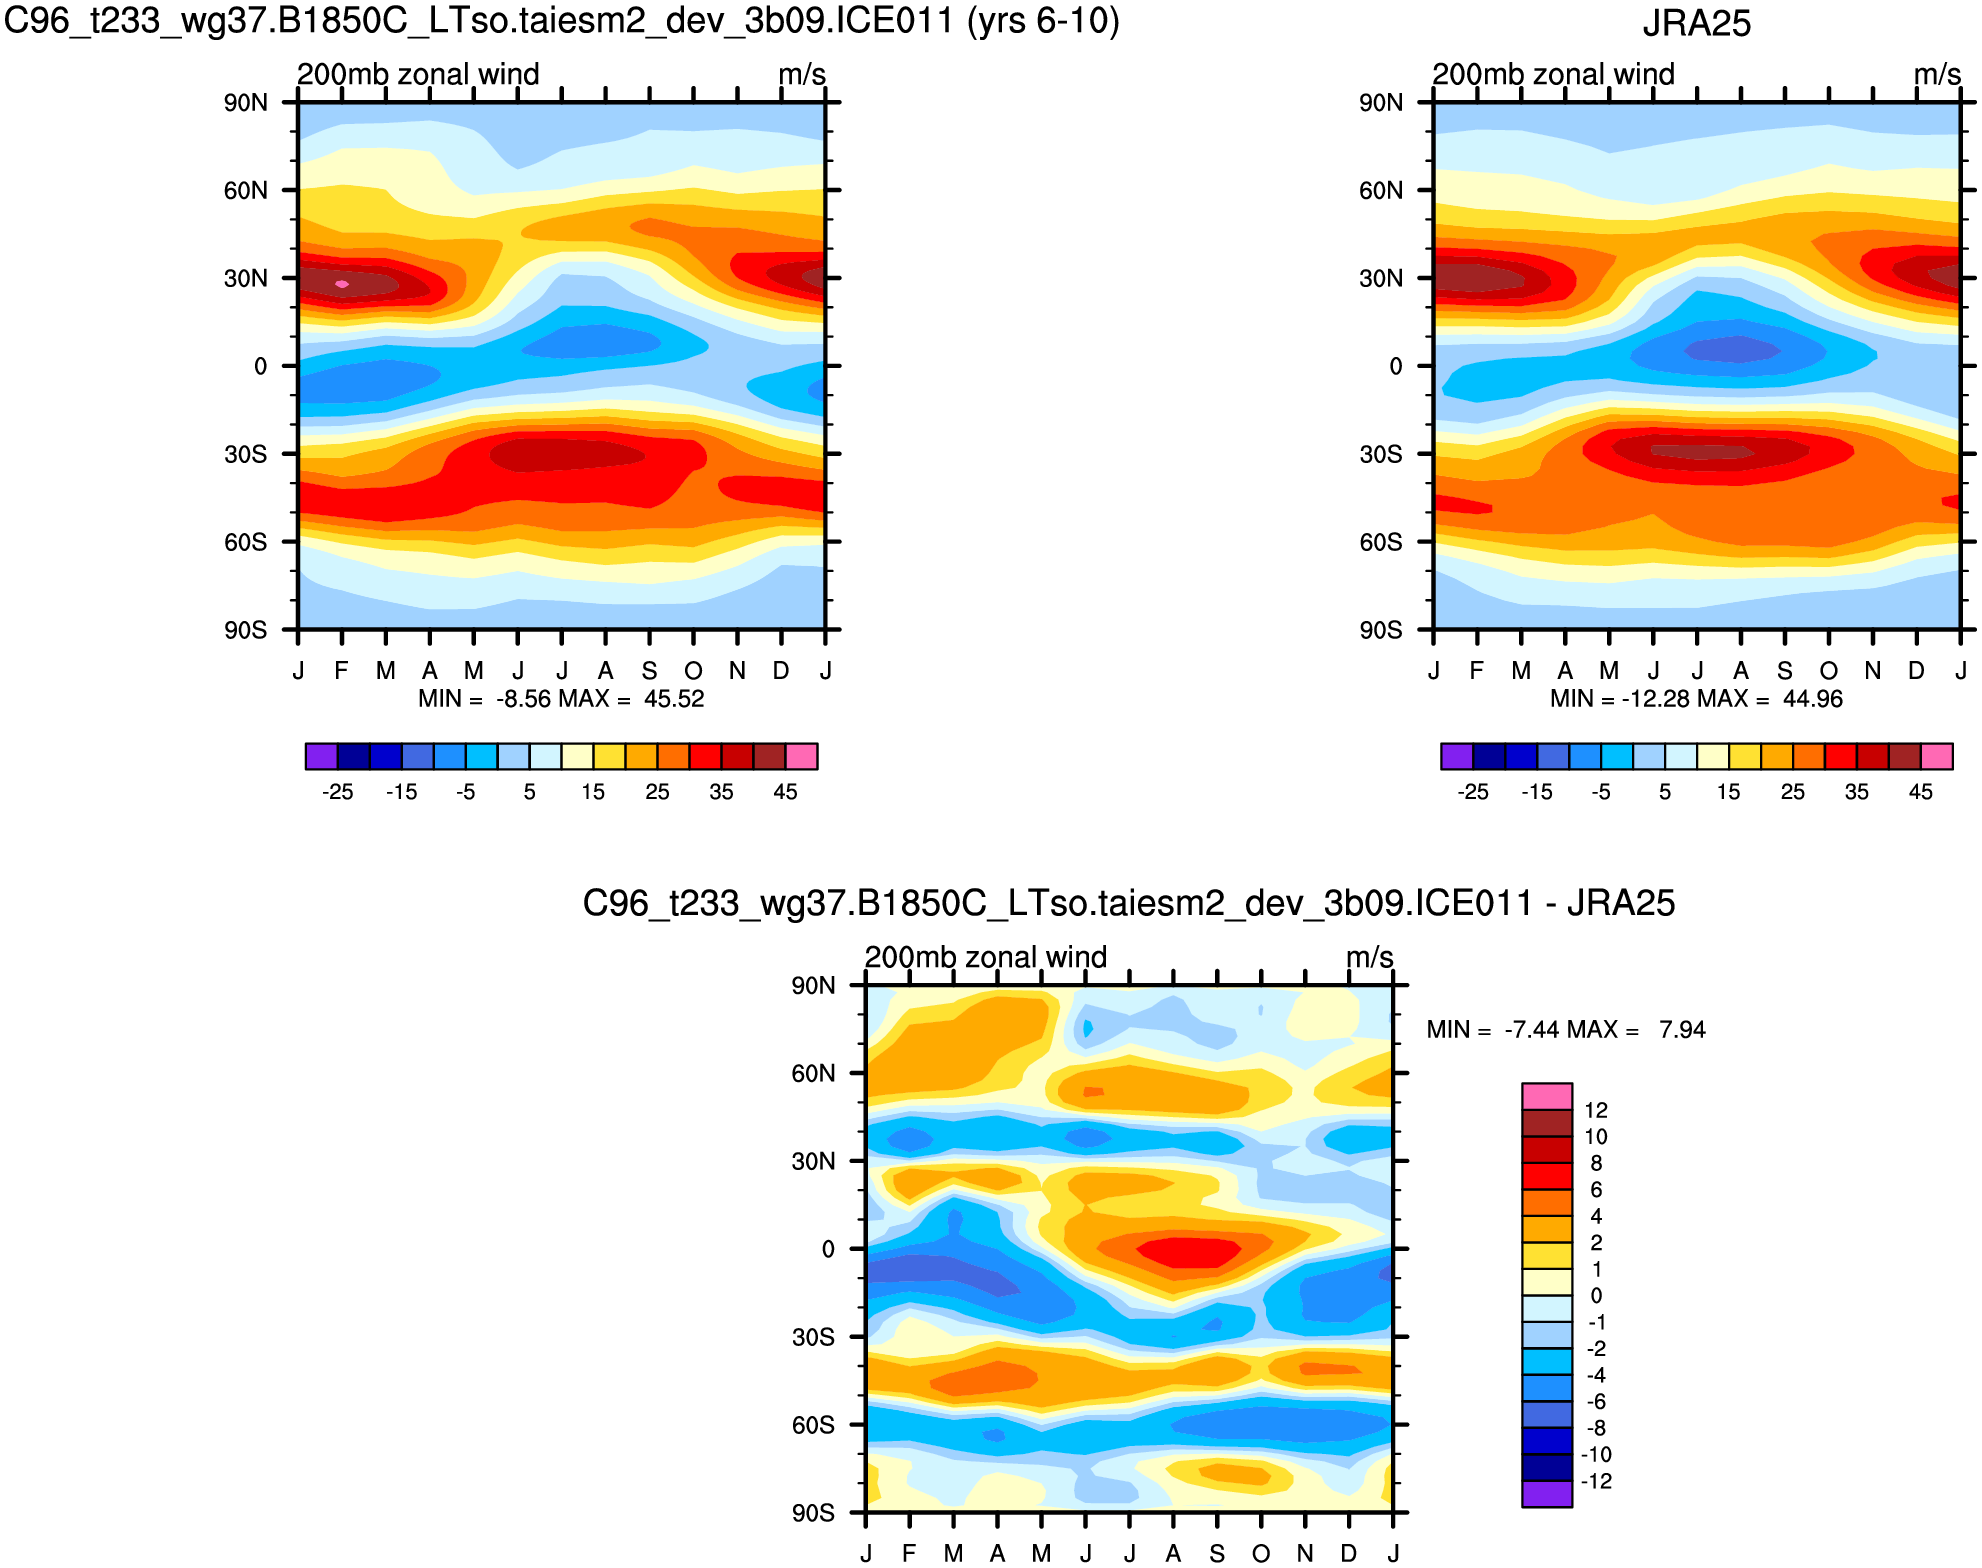 C96_t233_wg37.B1850C_LTso.taiesm2_dev_3b09.ICE011 (yrs 6-10)
200mb zonal wind m/s
90N
60N
30N
0
30S
60S
90S
J F M A M J J A S O N D J
MIN = -8.56 MAX = 45.52
-25 -15 -5 5 15 25 35 45
JRA25
200mb zonal wind m/s
90N
60N
30N
0
30S
60S
90S
J F M A M J J A S O N D J
MIN = -12.28 MAX = 44.96
-25 -15 -5 5 15 25 35 45
C96_t233_wg37.B1850C_LTso.taiesm2_dev_3b09.ICE011 - JRA25
200mb zonal wind m/s
90N
60N
30N
0
30S
60S
90S
J F M A M J J A S O N D J
MIN = -7.44 MAX = 7.94
12
10
8
6
4
2
1
0
-1
-2
-4
-6
-8
-10
-12